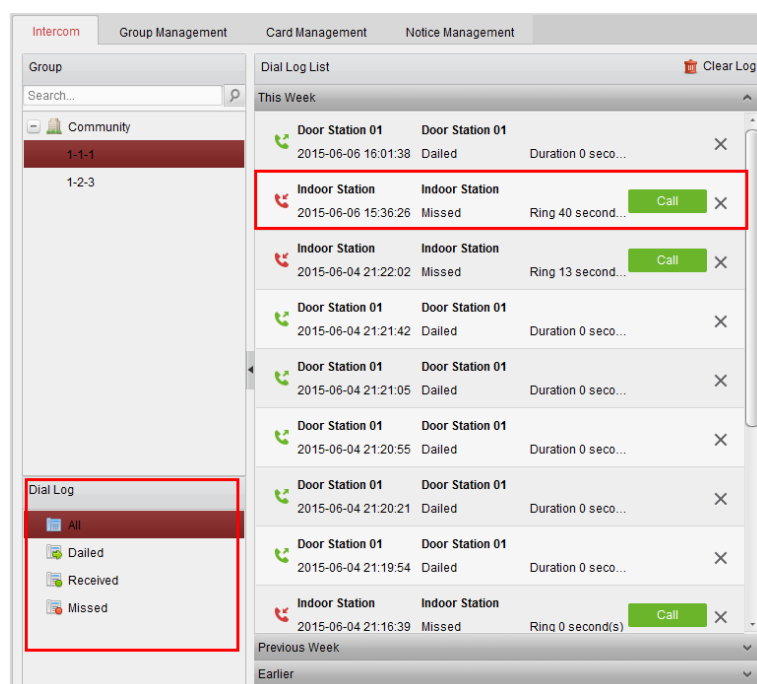 Intercom Group Management Card Management Notice Management
Group
Search...
Community
1-1-1
1-2-3
Dial Log
All
Dailed
Received
Missed
Dial Log List Clear Log
This Week
Door Station 01 Door Station 01
2015-06-06 16:01:38 Dailed Duration 0 seco...
Indoor Station Indoor Station
2015-06-06 15:36:26 Missed Ring 40 second... Call
Indoor Station Indoor Station
2015-06-04 21:22:02 Missed Ring 13 second... Call
Door Station 01 Door Station 01
2015-06-04 21:21:42 Dailed Duration 0 seco...
Door Station 01 Door Station 01
2015-06-04 21:21:05 Dailed Duration 0 seco...
Door Station 01 Door Station 01
2015-06-04 21:20:55 Dailed Duration 0 seco...
Door Station 01 Door Station 01
2015-06-04 21:20:21 Dailed Duration 0 seco...
Door Station 01 Door Station 01
2015-06-04 21:19:54 Dailed Duration 0 seco...
Indoor Station Indoor Station
2015-06-04 21:16:39 Missed Ring 0 second(s) Call
Previous Week
Earlier